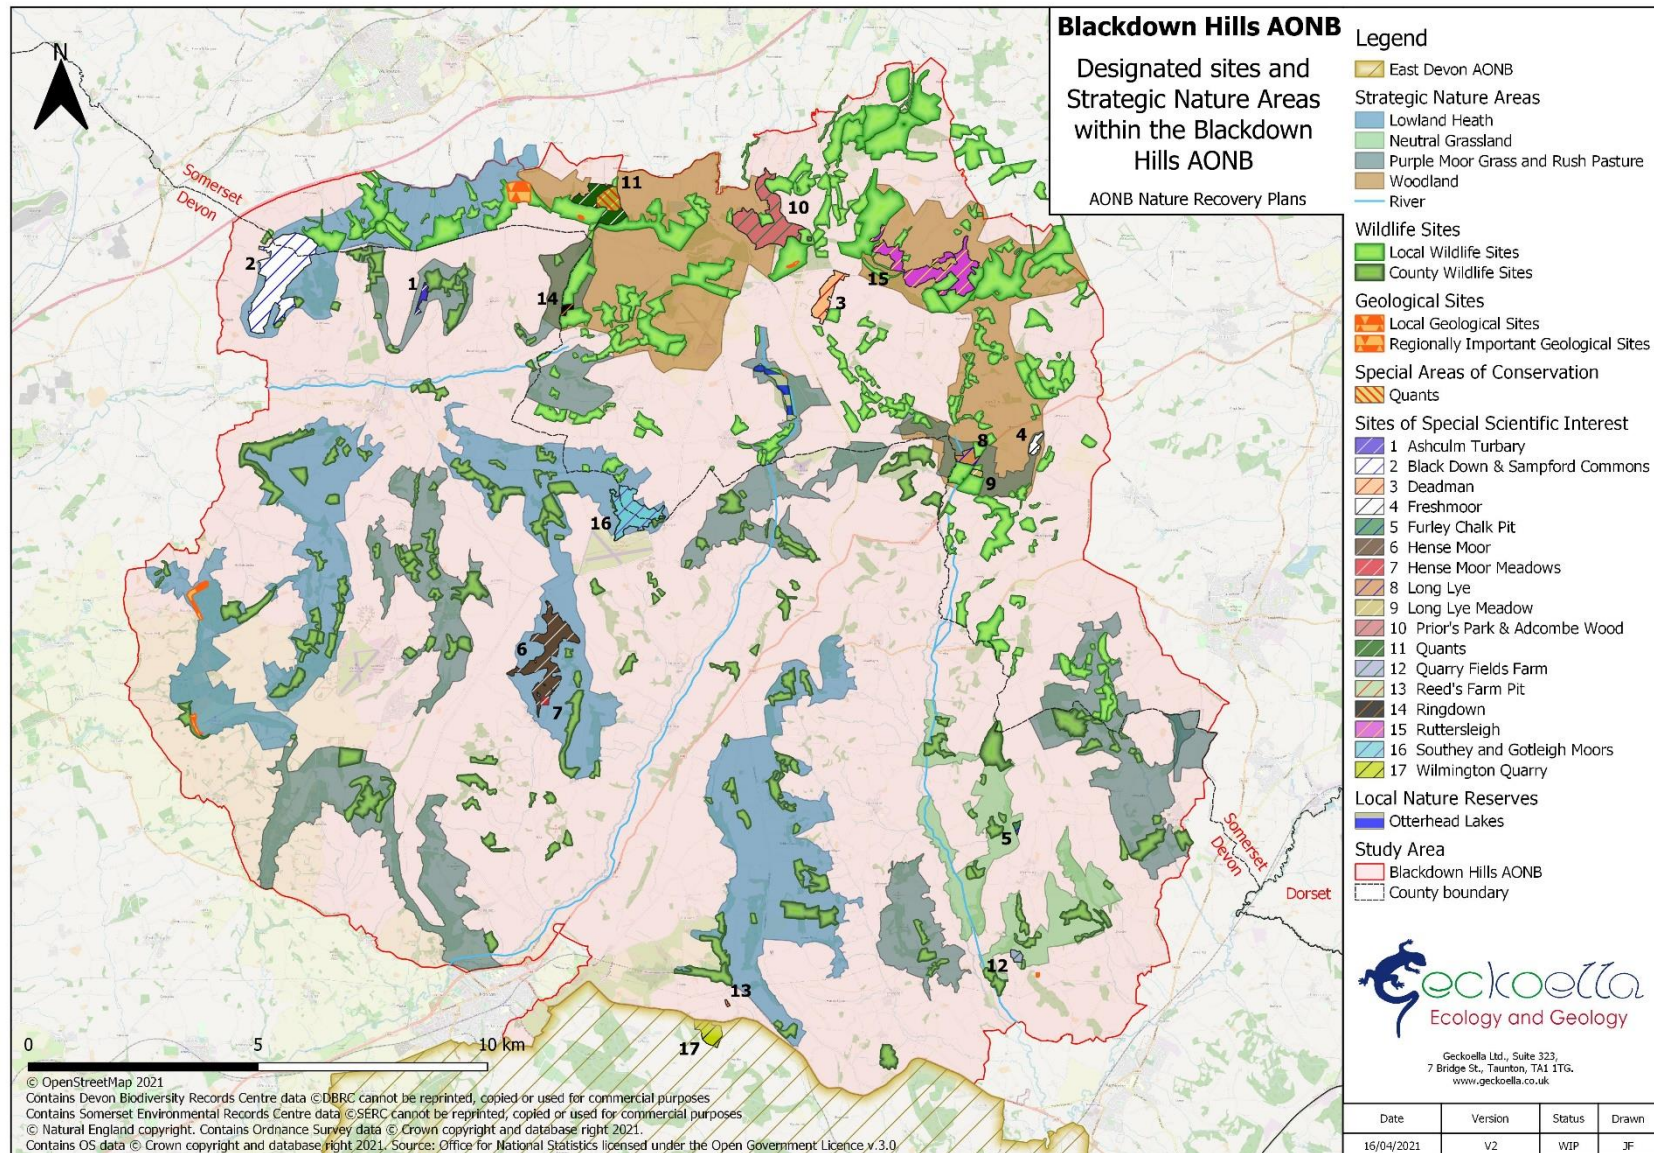 Blackdown Hills AONB
Designated sites and
Strategic Nature Areas
within the Blackdown
Hills AONB
AONB Nature Recovery Plans
N
Somerset
Devon
11
10
2
1
14
15
3
8
4
9
16
6
7
5
12
13
17
Somerset
Devon
Dorset
0
5
10 km
© OpenStreetMap 2021
Contains Devon Biodiversity Records Centre data ©DBRC cannot be reprinted, copied or used for commercial purposes
Contains Somerset Environmental Records Centre data ©SERC cannot be reprinted, copied or used for commercial purposes
© Natural England copyright. Contains Ordnance Survey data © Crown copyright and database right 2021.
Contains OS data © Crown copyright and database right 2021. Source: Office for National Statistics licensed under the Open Government Licence v.3.0
Legend
East Devon AONB
Strategic Nature Areas
Lowland Heath
Neutral Grassland
Purple Moor Grass and Rush Pasture
Woodland
River
Wildlife Sites
Local Wildlife Sites
County Wildlife Sites
Geological Sites
Local Geological Sites
Regionally Important Geological Sites
Special Areas of Conservation
Quants
Sites of Special Scientific Interest
1 Ashculm Turbary
2 Black Down & Sampford Commons
3 Deadman
4 Freshmoor
5 Furley Chalk Pit
6 Hense Moor
7 Hense Moor Meadows
8 Long Lye
9 Long Lye Meadow
10 Prior's Park & Adcombe Wood
11 Quants
12 Quarry Fields Farm
13 Reed's Farm Pit
14 Ringdown
15 Ruttersleigh
16 Southey and Gotleigh Moors
17 Wilmington Quarry
Local Nature Reserves
Otterhead Lakes
Study Area
Blackdown Hills AONB
County boundary
Geckoella
Ecology and Geology
Geckoella Ltd., Suite 323,
7 Bridge St., Taunton, TA1 1TG.
www.geckoella.co.uk
Date Version Status Drawn
16/04/2021 V2 WIP JF